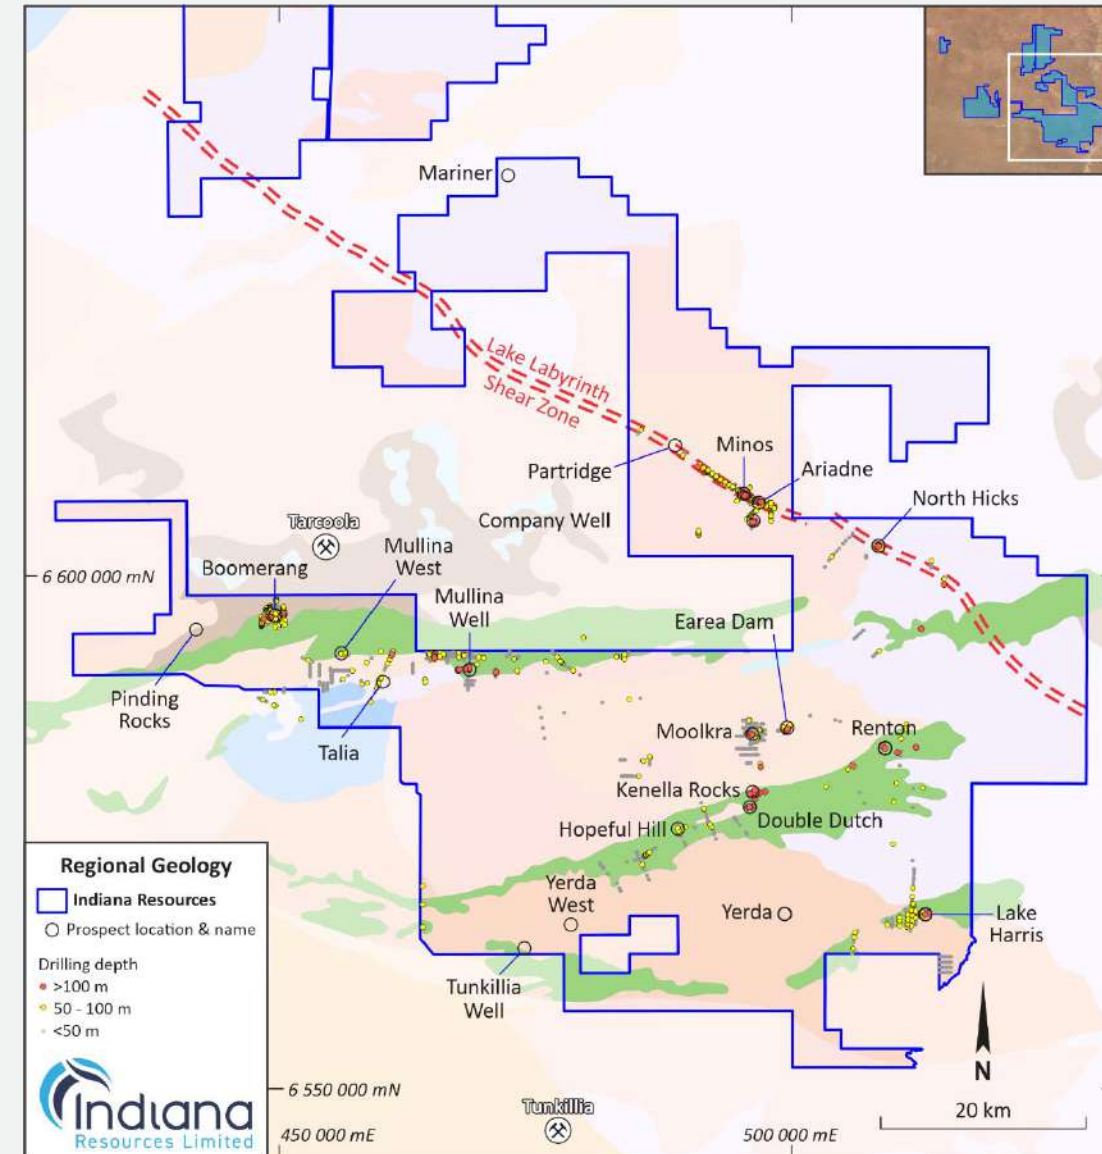 Mariner
Lake Labyrinth
Shear Zone
Minos
Partridge
Ariadne
Company Well
North Hicks
Tarcoola
Mullina
West
6 600 000 mN
Boomerang
Mullina
Well
Earea Dam
Pinding
Rocks
Talia
Moolkra
Renton
Kenella Rocks
Hopeful Hill
Double Dutch
Yerda
West
Yerda
Lake
Harris
Tunkillia
Well
Regional Geology
Indiana Resources
Prospect location & name
Drilling depth
>100 m
50 - 100 m
<50 m
Indiana
Resources Limited
6 550 000 mN
Tunkillia
450 000 mE
500 000 mE
N
20 km